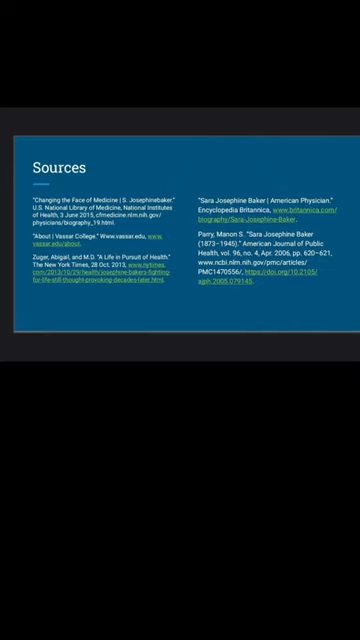 Sources
"Changing the Face of Medicine | S. Josephinebaker."
U.S. National Library of Medicine, National Institutes
of Health, 3 June 2015, cfmedicine.nlm.nih.gov/
physicians/biography_19.html.
"About | Vassar College." Www.vassar.edu, www.
vassar.edu/about.
Zuger, Abigail, and M.D. "A Life in Pursuit of Health."
The New York Times, 28 Oct. 2013, www.nytimes.
com/2013/10/29/health/josephine-bakers-fighting-
for-life-still-thought-provoking-decades-later.html.
"Sara Josephine Baker | American Physician."
Encyclopedia Britannica, www.britannica.com/
biography/Sara-Josephine-Baker.
Parry, Manon S. "Sara Josephine Baker
(1873–1945)." American Journal of Public
Health, vol. 96, no. 4, Apr. 2006, pp. 620–621,
www.ncbi.nlm.nih.gov/pmc/articles/
PMC1470556/, https://doi.org/10.2105/
ajph.2005.079145.